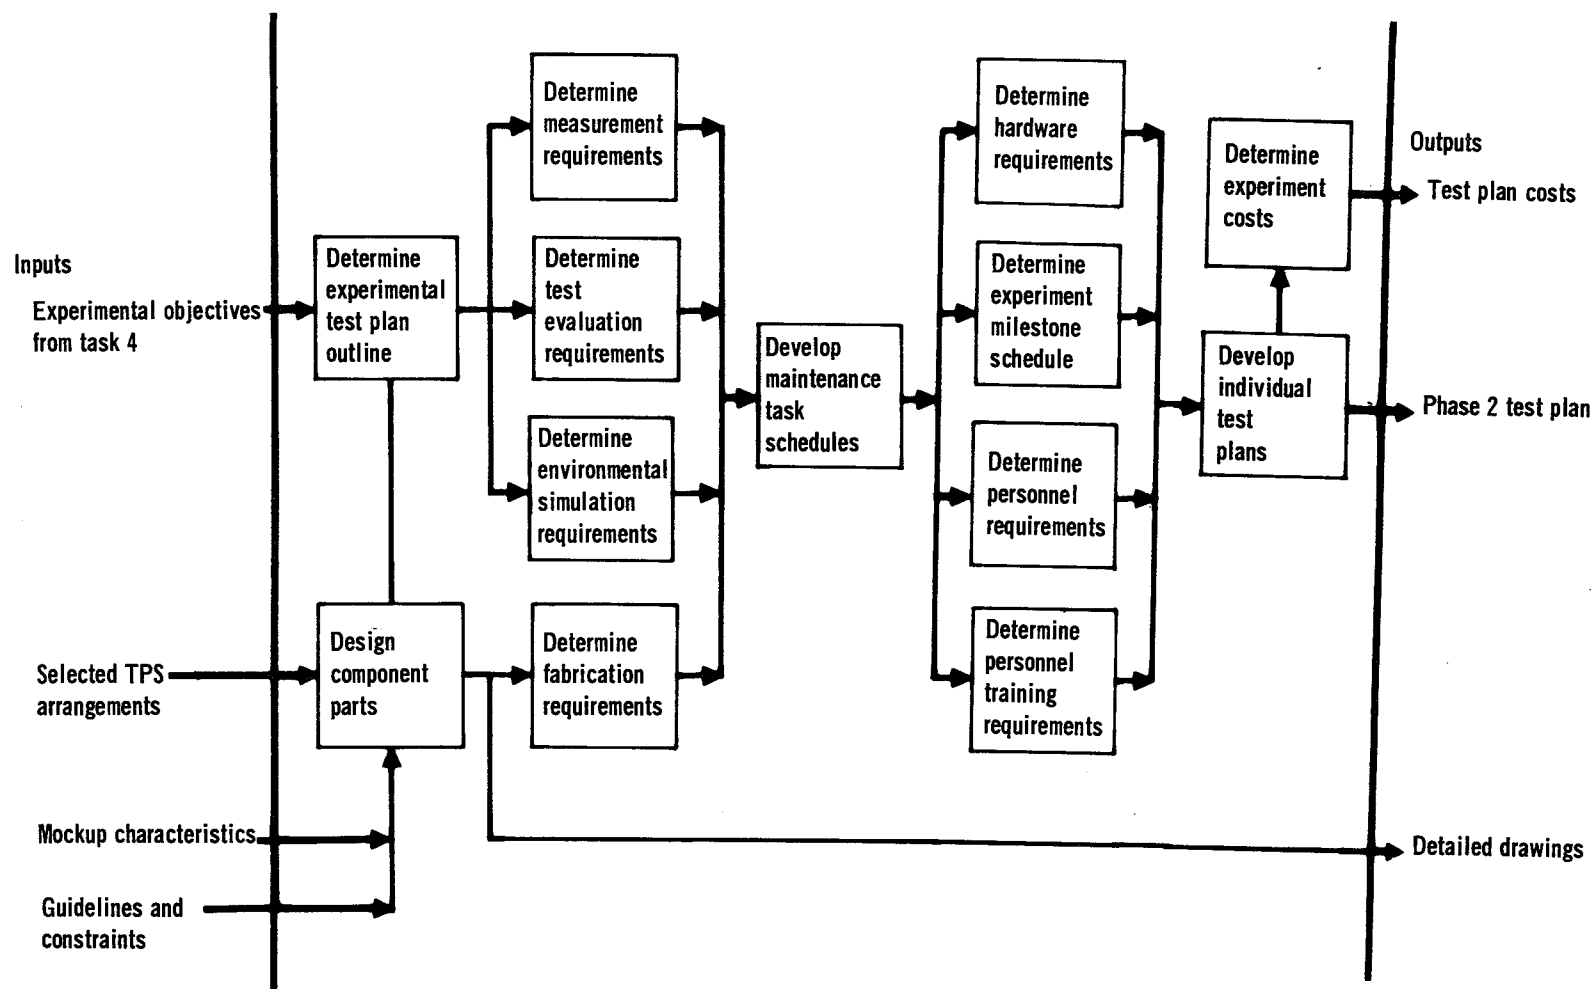 Inputs
Experimental objectives
from task 4
Selected TPS
arrangements
Mockup characteristics
Guidelines and
constraints
Determine
experimental
test plan
outline
Design
component
parts
Determine
measurement
requirements
Determine
test
evaluation
requirements
Determine
environmental
simulation
requirements
Determine
fabrication
requirements
Develop
maintenance
task
schedules
Determine
hardware
requirements
Determine
experiment
milestone
schedule
Determine
personnel
requirements
Determine
personnel
training
requirements
Determine
experiment
costs
Develop
individual
test
plans
Outputs
Test plan costs
Phase 2 test plan
Detailed drawings